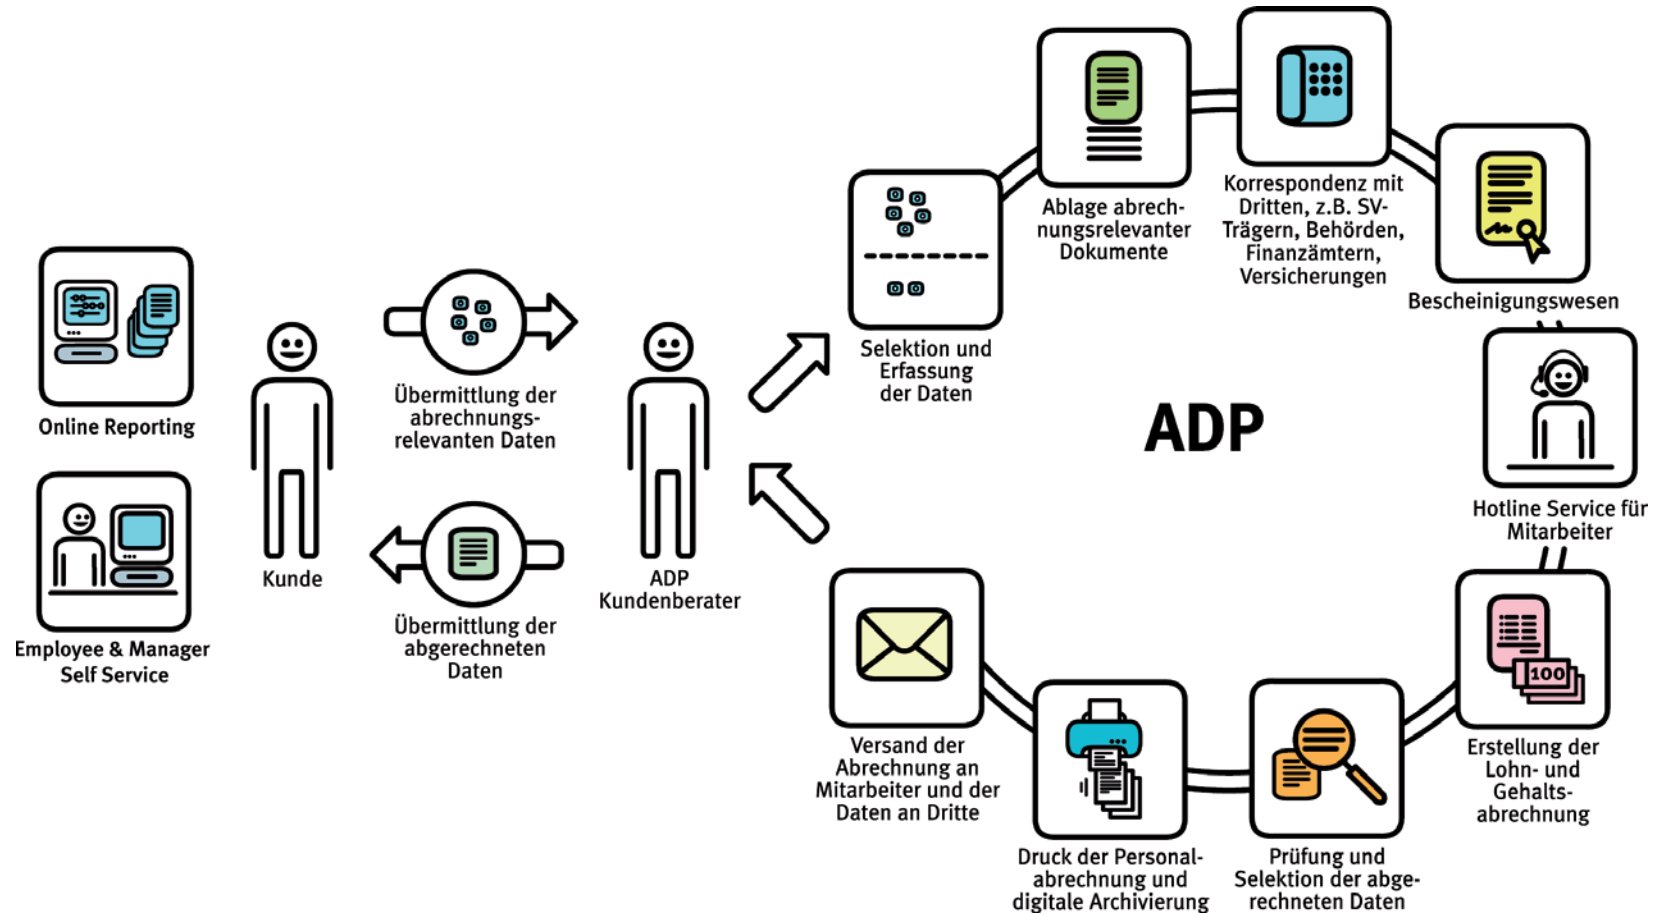 Online Reporting
Employee & Manager
Self Service
Kunde
Übermittlung der
abrechnungs-
relevanten Daten
Übermittlung der
abgerechneten
Daten
ADP
Kundenberater
Selektion und
Erfassung
der Daten
Ablage abrech-
nungsrelevanter
Dokumente
Korrespondenz mit
Dritten, z.B. SV-
Trägern, Behörden,
Finanzämtern,
Versicherungen
Bescheinigungswesen
ADP
Hotline Service für
Mitarbeiter
100
Erstellung der
Lohn- und
Gehalts-
abrechnung
Prüfung und
Selektion der abge-
rechneten Daten
Druck der Personal-
abrechnung und
digitale Archivierung
Versand der
Abrechnung an
Mitarbeiter und der
Daten an Dritte